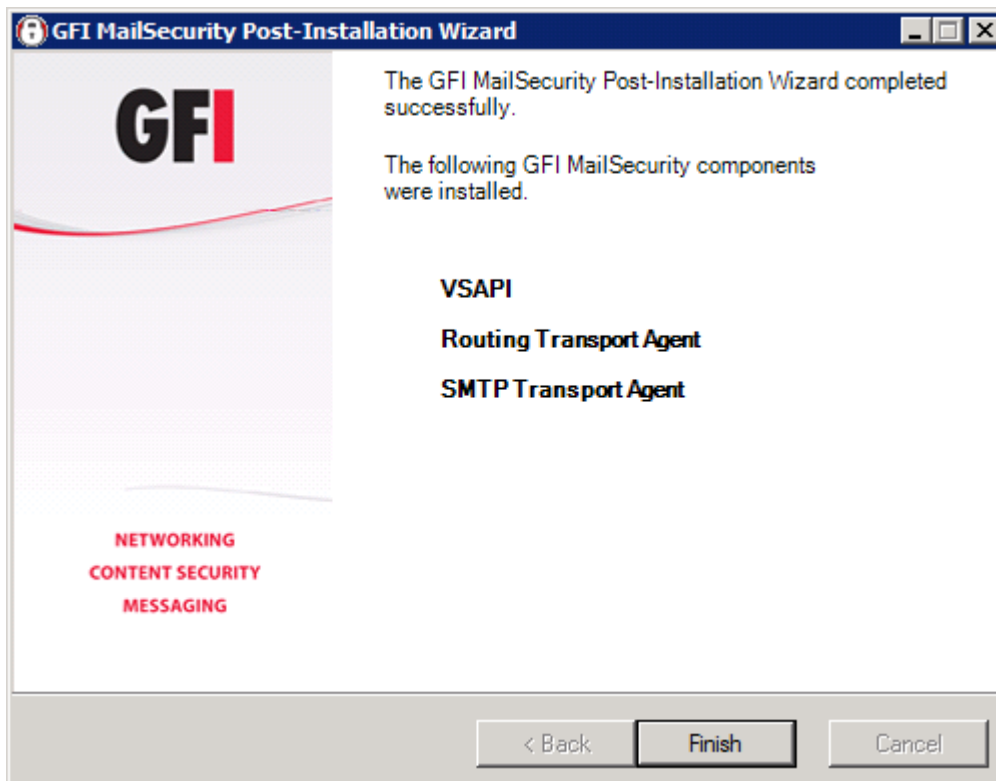 GFI MailSecurity Post-Installation Wizard
GFI
The GFI MailSecurity Post-Installation Wizard completed
successfully.
The following GFI MailSecurity components
were installed.
VSAPI
Routing Transport Agent
SMTP Transport Agent
NETWORKING
CONTENT SECURITY
MESSAGING
< Back
Finish
Cancel